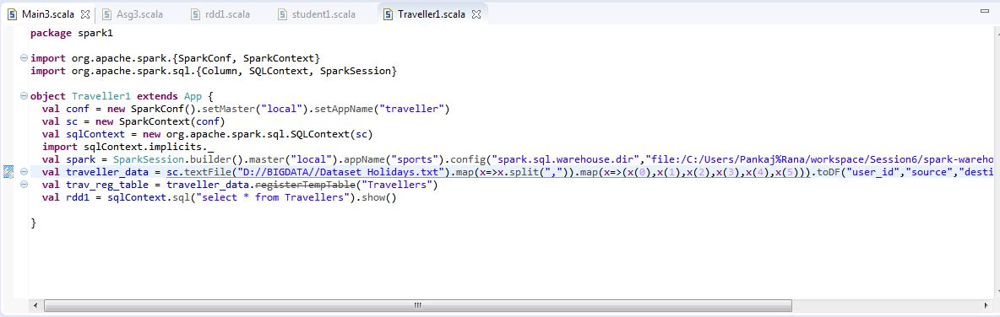 Main3.scala Asg3.scala rdd1.scala student1.scala Traveller1.scala
package spark1
import org.apache.spark.{SparkConf, SparkContext}
import org.apache.spark.sql.{Column, SQLContext, SparkSession}
object Traveller1 extends App {
val conf = new SparkConf().setMaster("local").setAppName("traveller")
val sc = new SparkContext(conf)
val sqlContext = new org.apache.spark.sql.SQLContext(sc)
import sqlContext.implicits._
val spark = SparkSession.builder().master("local").appName("sports").config("spark.sql.warehouse.dir","file:/C:/Users/Pankaj%Rana/workspace/Session6/spark-wareho
val traveller_data = sc.textFile("D://BIGDATA//Dataset Holidays.txt").map(x=>x.split(",")).map(x=>(x(0),x(1),x(2),x(3),x(4),x(5))).toDF("user_id","source","desti
val trav_reg_table = traveller_data.registerTempTable("Travellers")
val rdd1 = sqlContext.sql("select * from Travellers").show()
}